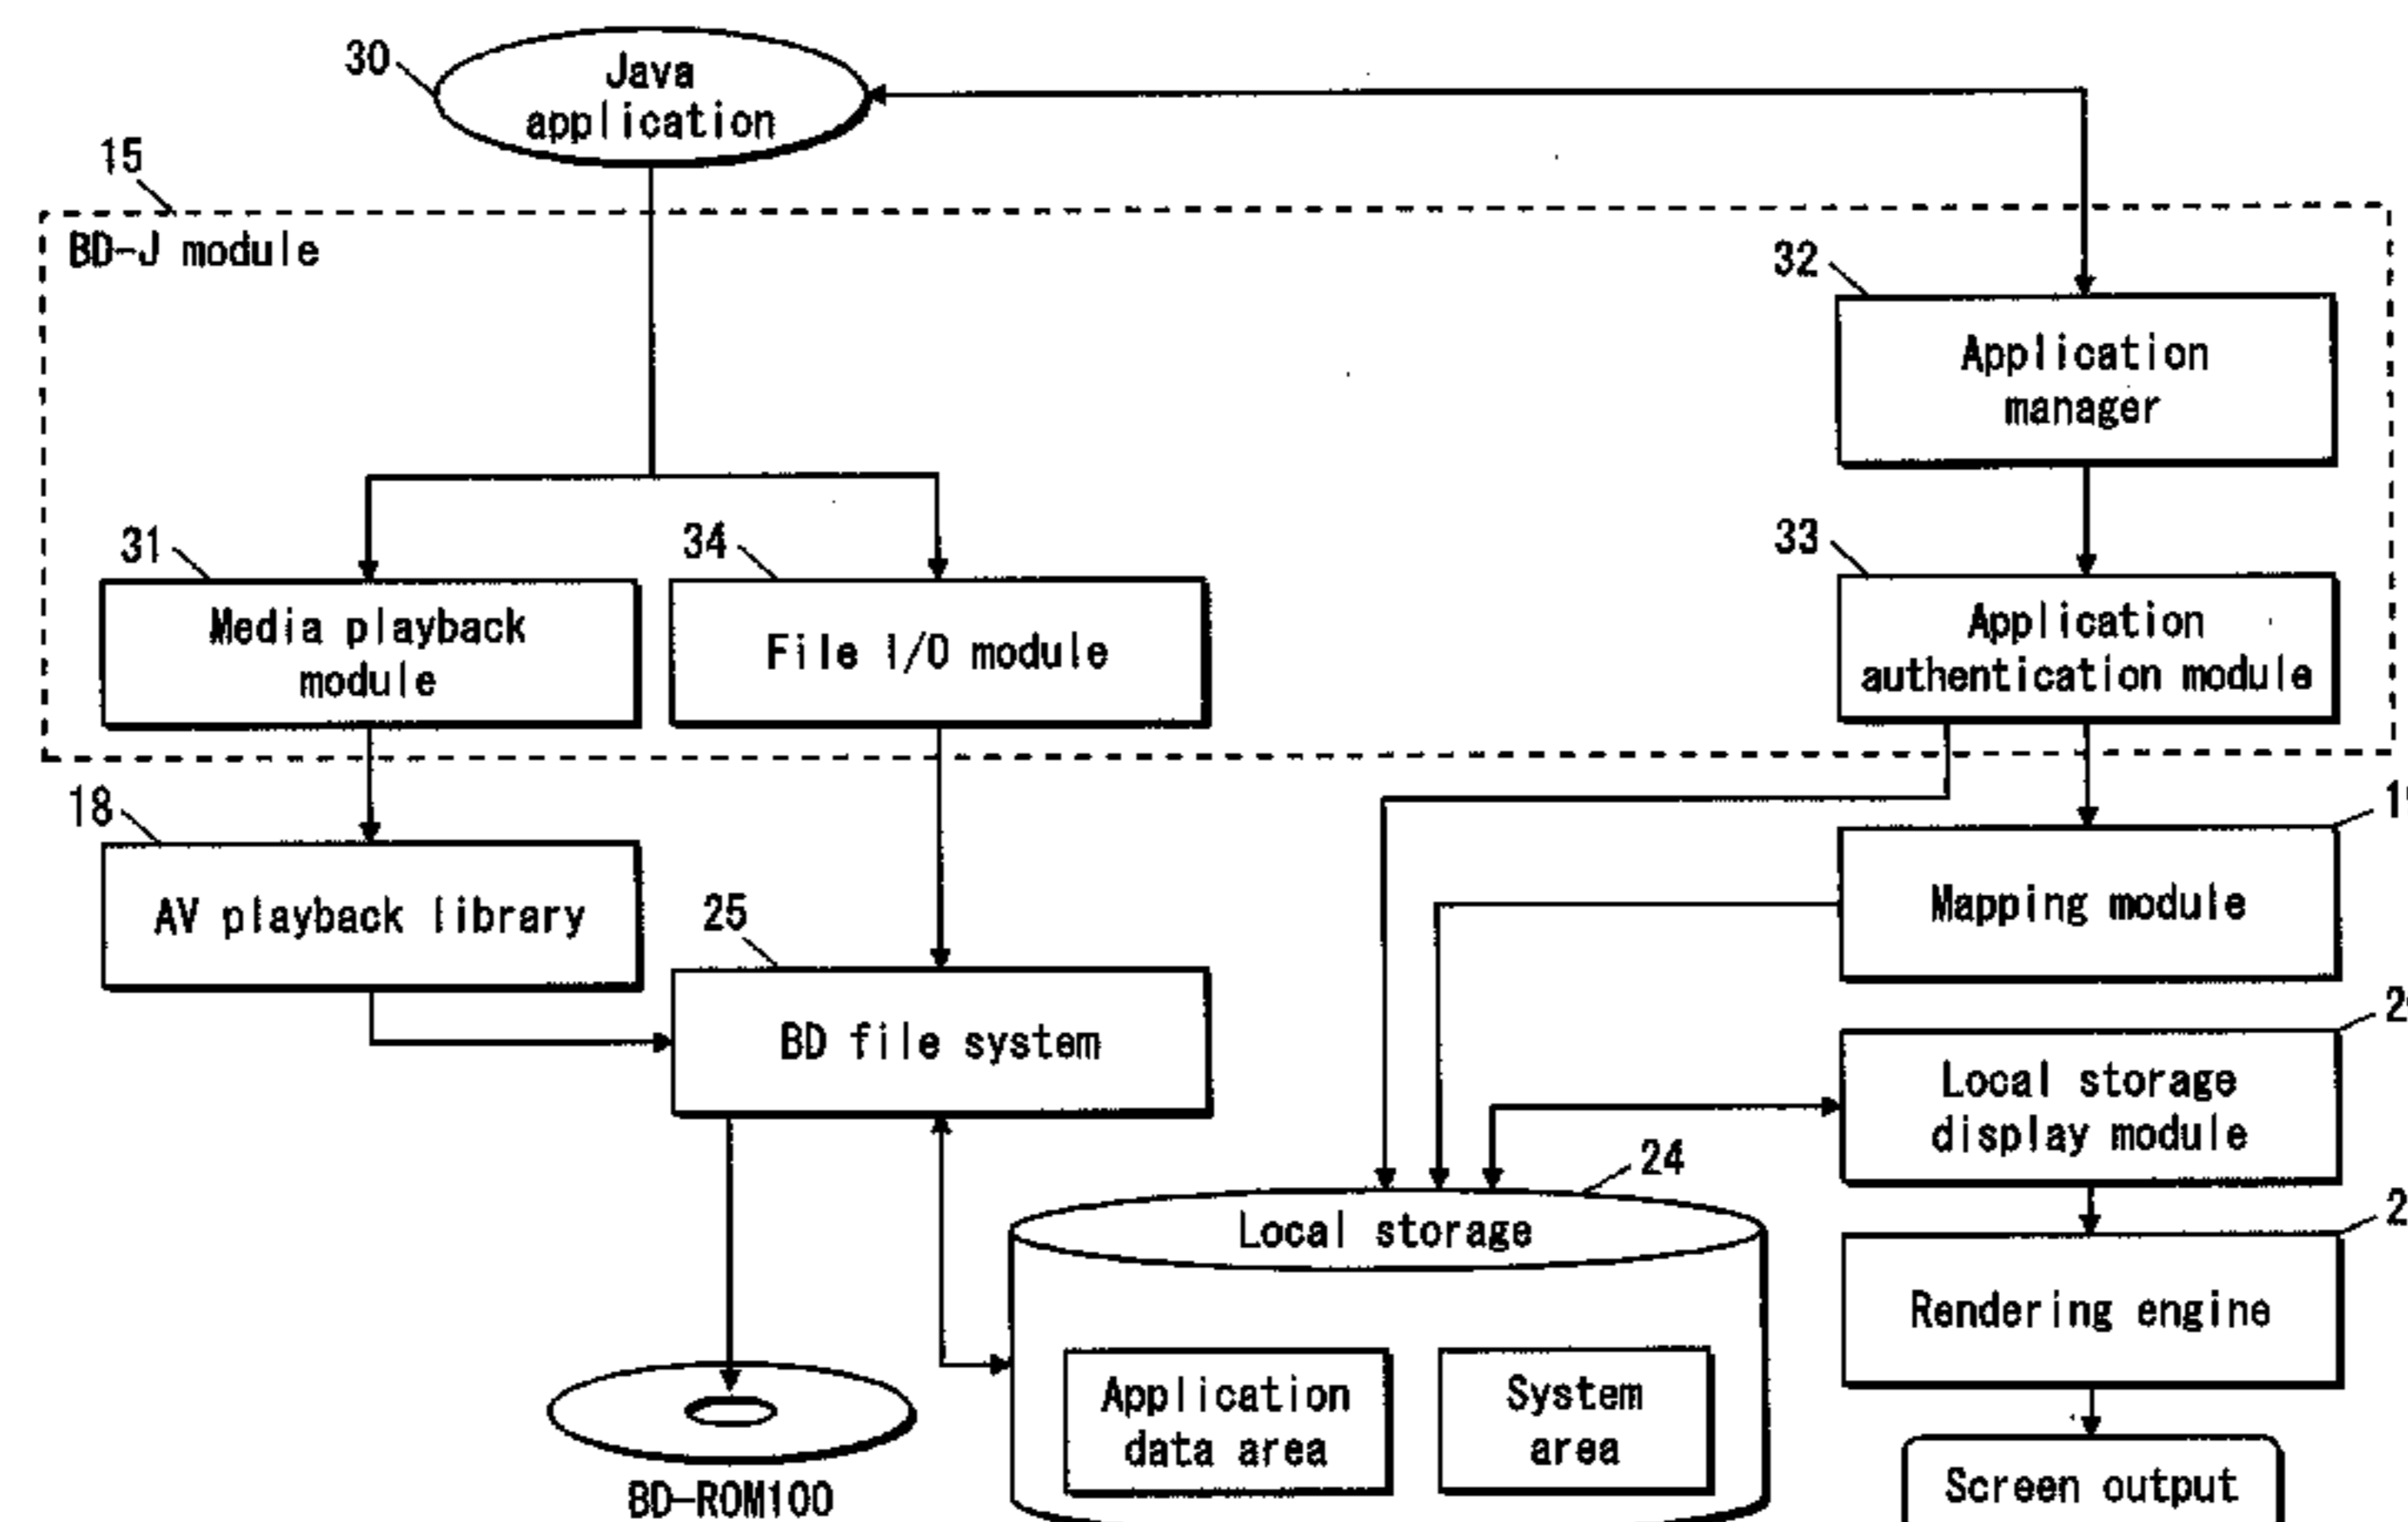 30
Java
application
15
BD-J module
32
Application
manager
31
34
33
Media playback
module
File I/O module
Application
authentication module
18
AV playback library
25
BD file system
Mapping module
Local storage
display module
24
Local storage
Rendering engine
Application
data area
System
area
BD-ROM100
Screen output